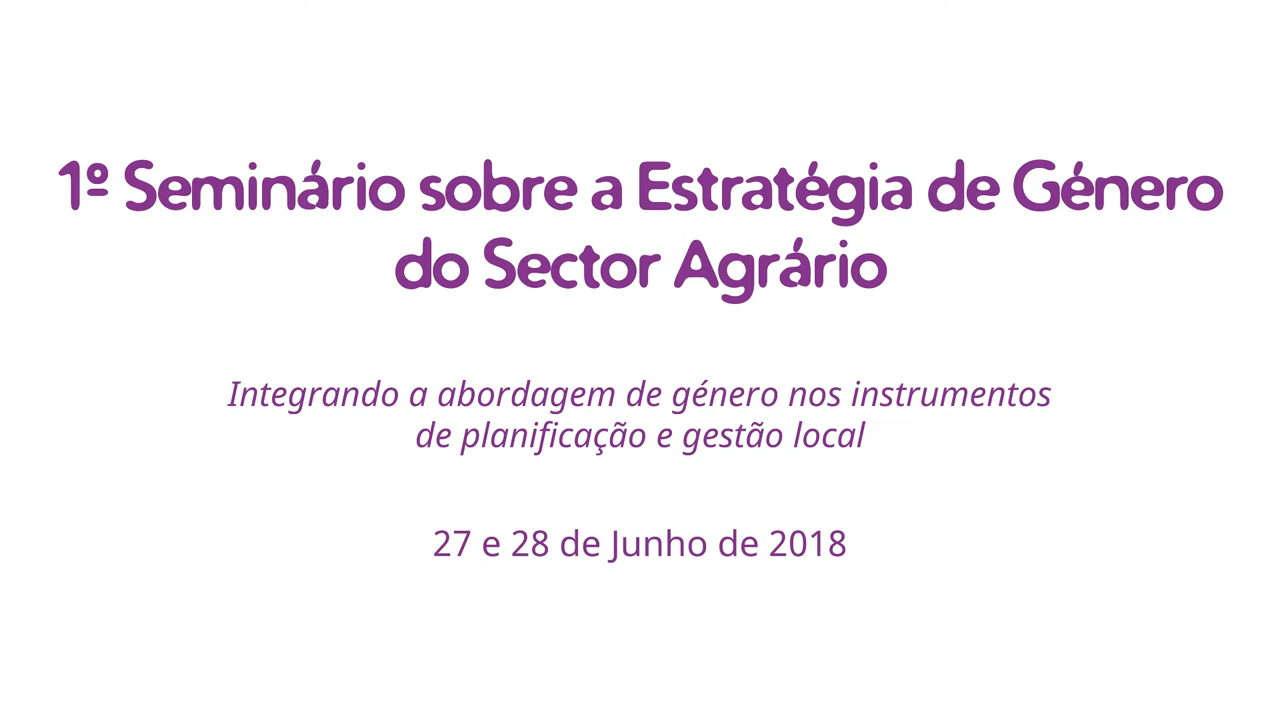 1º Seminário sobre a Estratégia de Género
do Sector Agrário
Integrando a abordagem de género nos instrumentos
de planificação e gestão local
27 e 28 de Junho de 2018